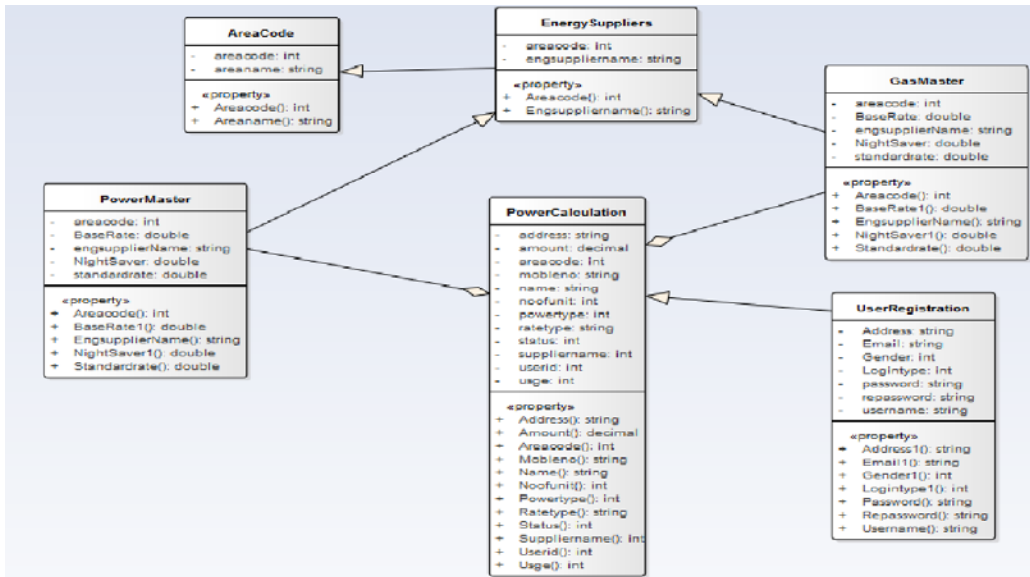 AreaCode
- areacode: int
- areaname: string
«property»
+ Areacode(): int
+ Areaname(): string
EnergySuppliers
- areacode: int
- engsuppliername: string
«property»
+ Areacode(): int
+ Engsuppliername(): string
GasMaster
- areacode: int
- BaseRate: double
- engsupplierName: string
- NightSaver: double
- standardrate: double
«property»
+ Areacode(): int
+ BaseRate1(): double
+ EngsupplierName(): string
+ NightSaver1(): double
+ Standardrate(): double
PowerMaster
- areacode: int
- BaseRate: double
- engsupplierName: string
- NightSaver: double
- standardrate: double
«property»
+ Areacode(): int
+ BaseRate1(): double
+ EngsupplierName(): string
+ NightSaver1(): double
+ Standardrate(): double
PowerCalculation
- address: string
- amount: decimal
- areacode: int
- mobleno: string
- name: string
- noofunit: int
- powertype: int
- ratetype: string
- status: int
- suppliername: int
- userid: int
- usge: int
«property»
+ Address(): string
+ Amount(): decimal
+ Areacode(): int
+ Mobleno(): string
+ Name(): string
+ Noofunit(): int
+ Powertype(): int
+ Ratetype(): string
+ Status(): int
+ Suppliername(): int
+ Userid(): int
+ Usge(): int
UserRegistration
- Address: string
- Email: string
- Gender: int
- Logintype: int
- password: string
- repassword: string
- username: string
«property»
+ Address1(): string
+ Email1(): string
+ Gender1(): int
+ Logintype1(): int
+ Password(): string
+ Repassword(): string
+ Username(): string